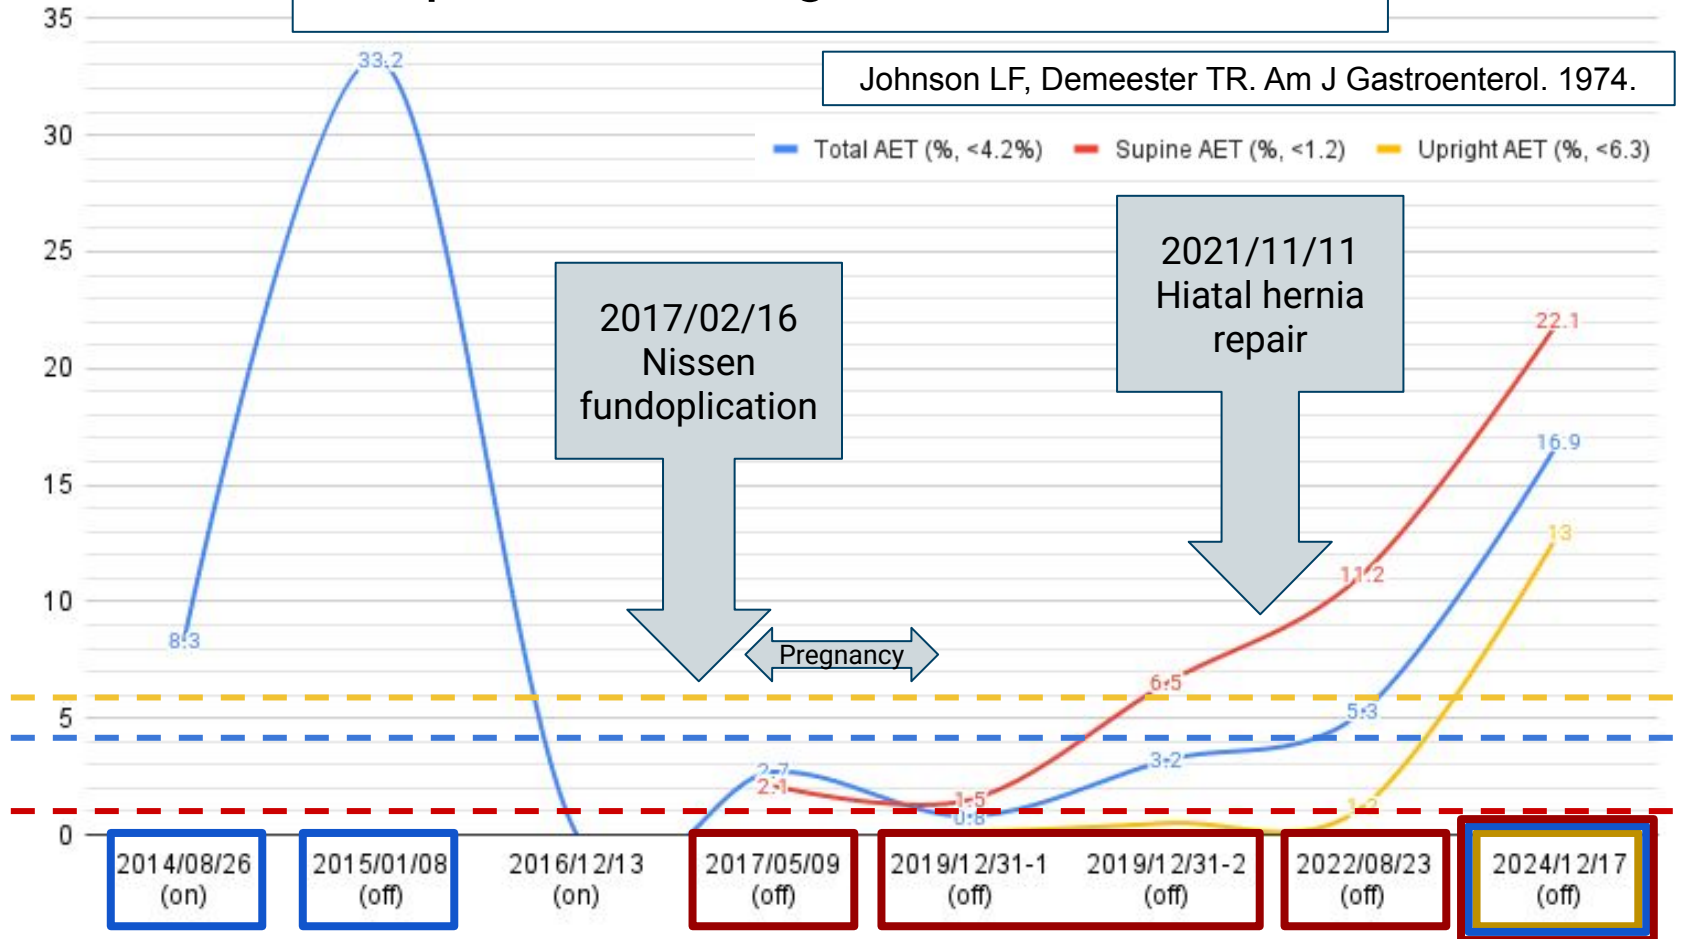 35
33.2
Johnson LF, Demeester TR. Am J Gastroenterol. 1974.
30
Total AET (%, <4.2%)
Supine AET (%, <1.2)
Upright AET (%, <6.3)
25
2021/11/11
Hiatal hernia
repair
2017/02/16
Nissen
fundoplication
22.1
20
16.9
15
13
11.2
10
8.3
Pregnancy
6.5
5
5.3
3.2
2.7
2.1
1.5
0.8
1.2
0
2014/08/26
(on)
2015/01/08
(off)
2016/12/13
(on)
2017/05/09
(off)
2019/12/31-1
(off)
2019/12/31-2
(off)
2022/08/23
(off)
2024/12/17
(off)